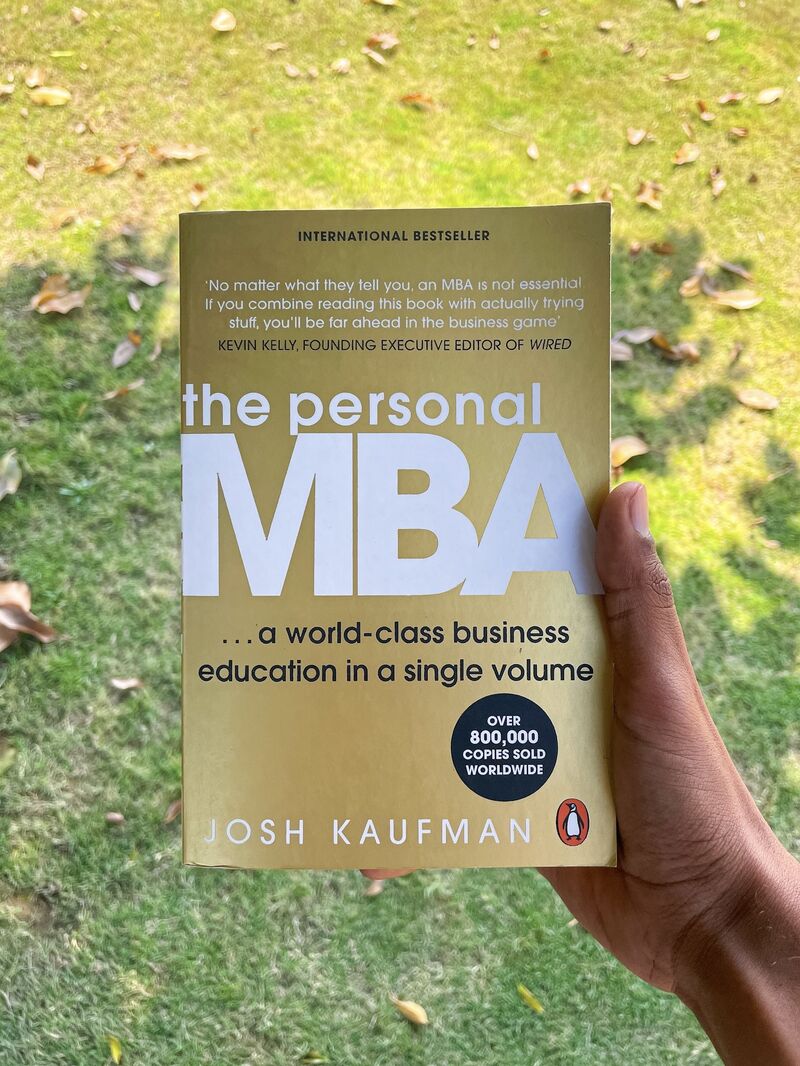 INTERNATIONAL BESTSELLER
‘No matter what they tell you, an MBA is not essential
If you combine reading this book with actually trying
stuff, you’ll be far ahead in the business game’
KEVIN KELLY, FOUNDING EXECUTIVE EDITOR OF WIRED
the personal
MBA
...a world-class business
education in a single volume
OVER
800,000
COPIES SOLD
WORLDWIDE
JOSH KAUFMAN